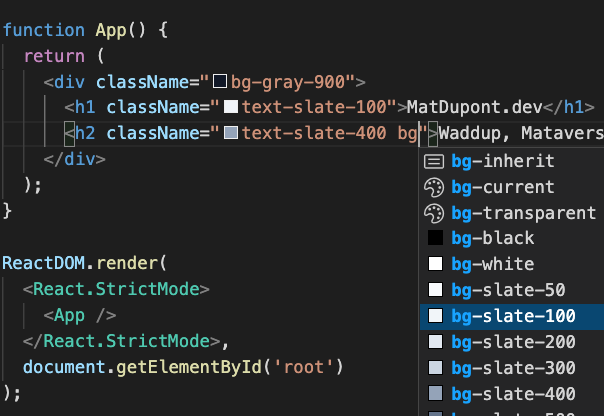 function App() {
return (
<div className="bg-gray-900">
<h1 className="text-slate-100">MatDupont.dev</h1>
<h2 className="text-slate-400 bg">Waddup, Matavers
</div>
);
}
ReactDOM.render(
<React.StrictMode>
<App />
</React.StrictMode>,
document.getElementById('root')
);
bg-inherit
bg-current
bg-transparent
bg-black
bg-white
bg-slate-50
bg-slate-100
bg-slate-200
bg-slate-300
bg-slate-400